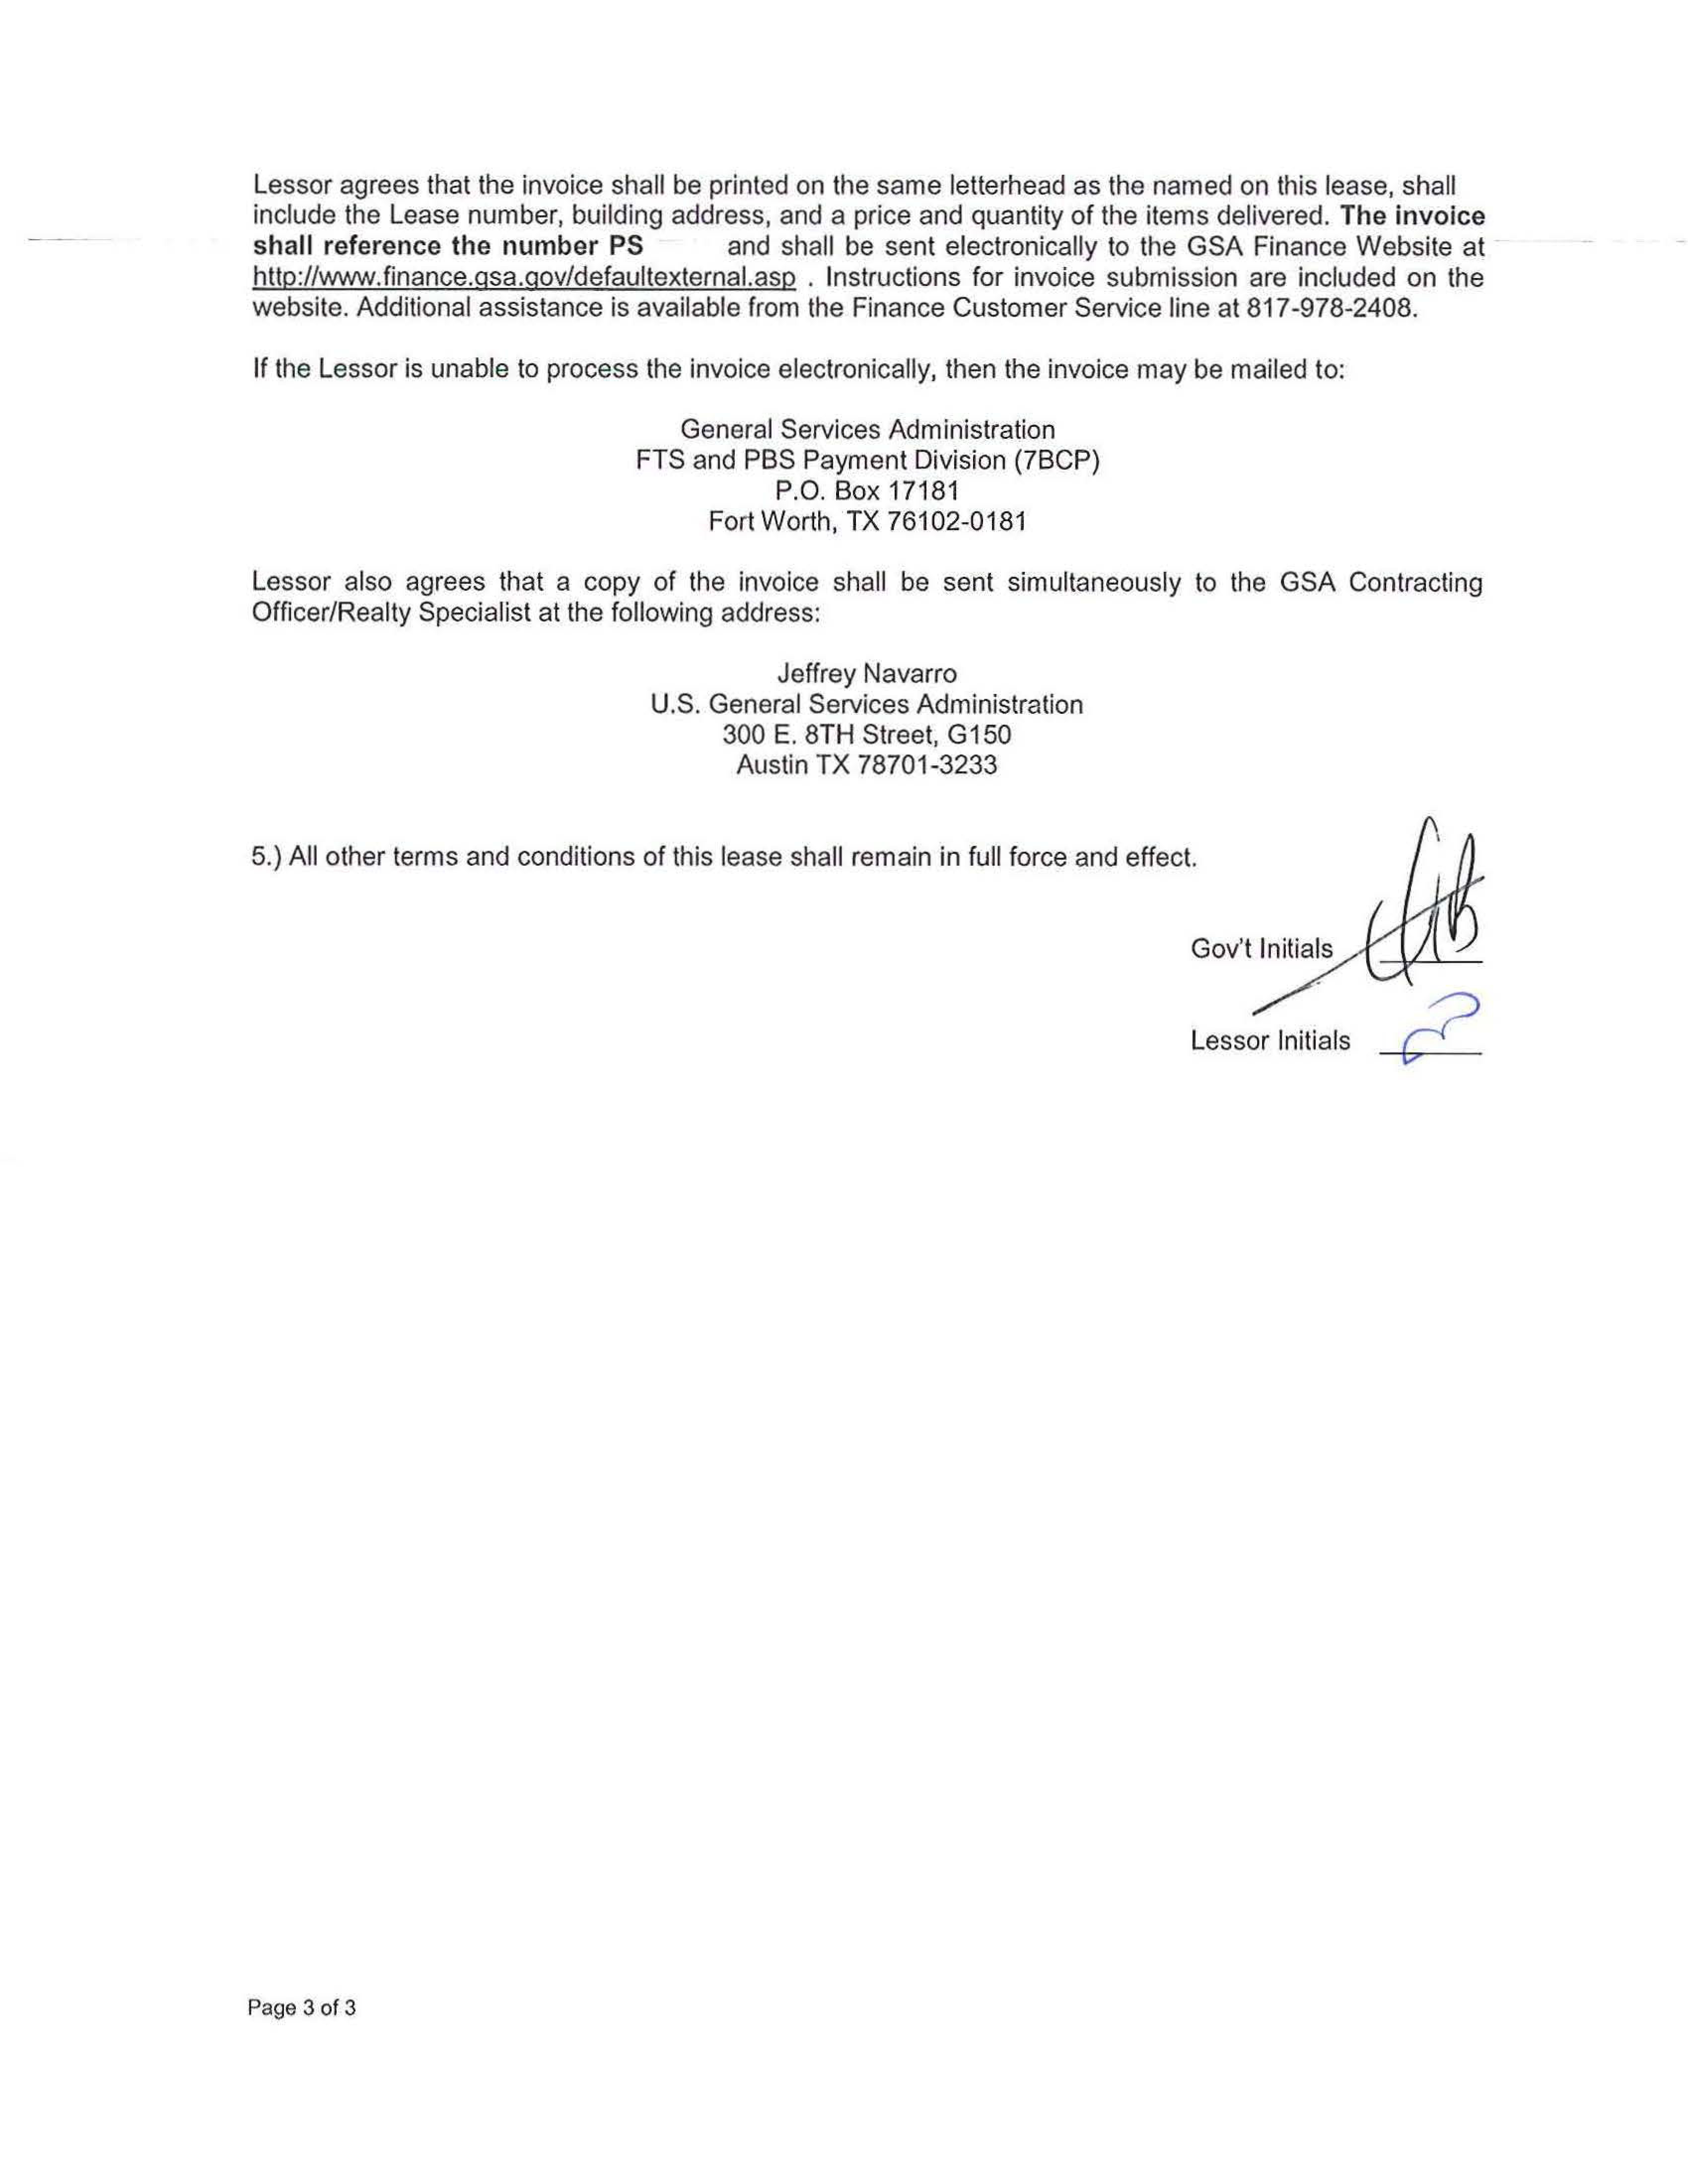 Lessor agrees that the invoice shall be printed on the same letterhead as the named on this lease, shall
include the Lease number, building address, and a price and quantity of the items delivered. The invoice
shall reference the number PS and shall be sent electronically to the GSA Finance Website at
http://www.finance.gsa.gov/defaultexternal.asp . Instructions for invoice submission are included on the
website. Additional assistance is available from the Finance Customer Service line at 817-978-2408.
If the Lessor is unable to process the invoice electronically, then the invoice may be mailed to:
General Services Administration
FTS and PBS Payment Division (7BCP)
P.O. Box 17181
Fort Worth, TX 76102-0181
Lessor also agrees that a copy of the invoice shall be sent simultaneously to the GSA Contracting
Officer/Realty Specialist at the following address:
Jeffrey Navarro
U.S. General Services Administration
300 E. 8TH Street, G150
Austin TX 78701-3233
5.) All other terms and conditions of this lease shall remain in full force and effect.
Gov't Initials
Lessor Initials
Page 3 of 3